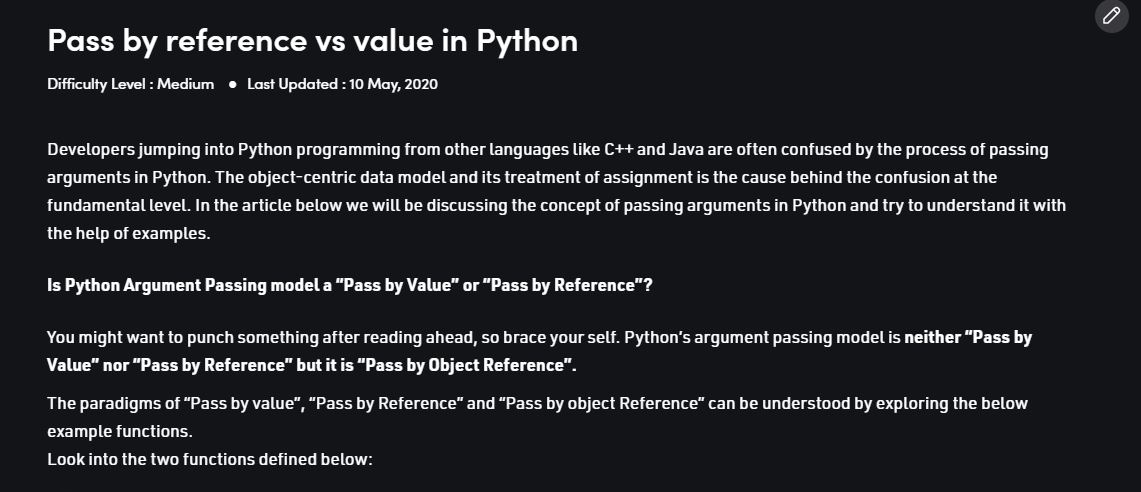 Pass by reference vs value in Python
Difficulty Level : Medium ● Last Updated : 10 May, 2020
Developers jumping into Python programming from other languages like C++ and Java are often confused by the process of passing
arguments in Python. The object-centric data model and its treatment of assignment is the cause behind the confusion at the
fundamental level. In the article below we will be discussing the concept of passing arguments in Python and try to understand it with
the help of examples.
Is Python Argument Passing model a “Pass by Value” or “Pass by Reference”?
You might want to punch something after reading ahead, so brace your self. Python’s argument passing model is neither “Pass by
Value” nor “Pass by Reference” but it is “Pass by Object Reference”.
The paradigms of “Pass by value”, “Pass by Reference” and “Pass by object Reference” can be understood by exploring the below
example functions.
Look into the two functions defined below: